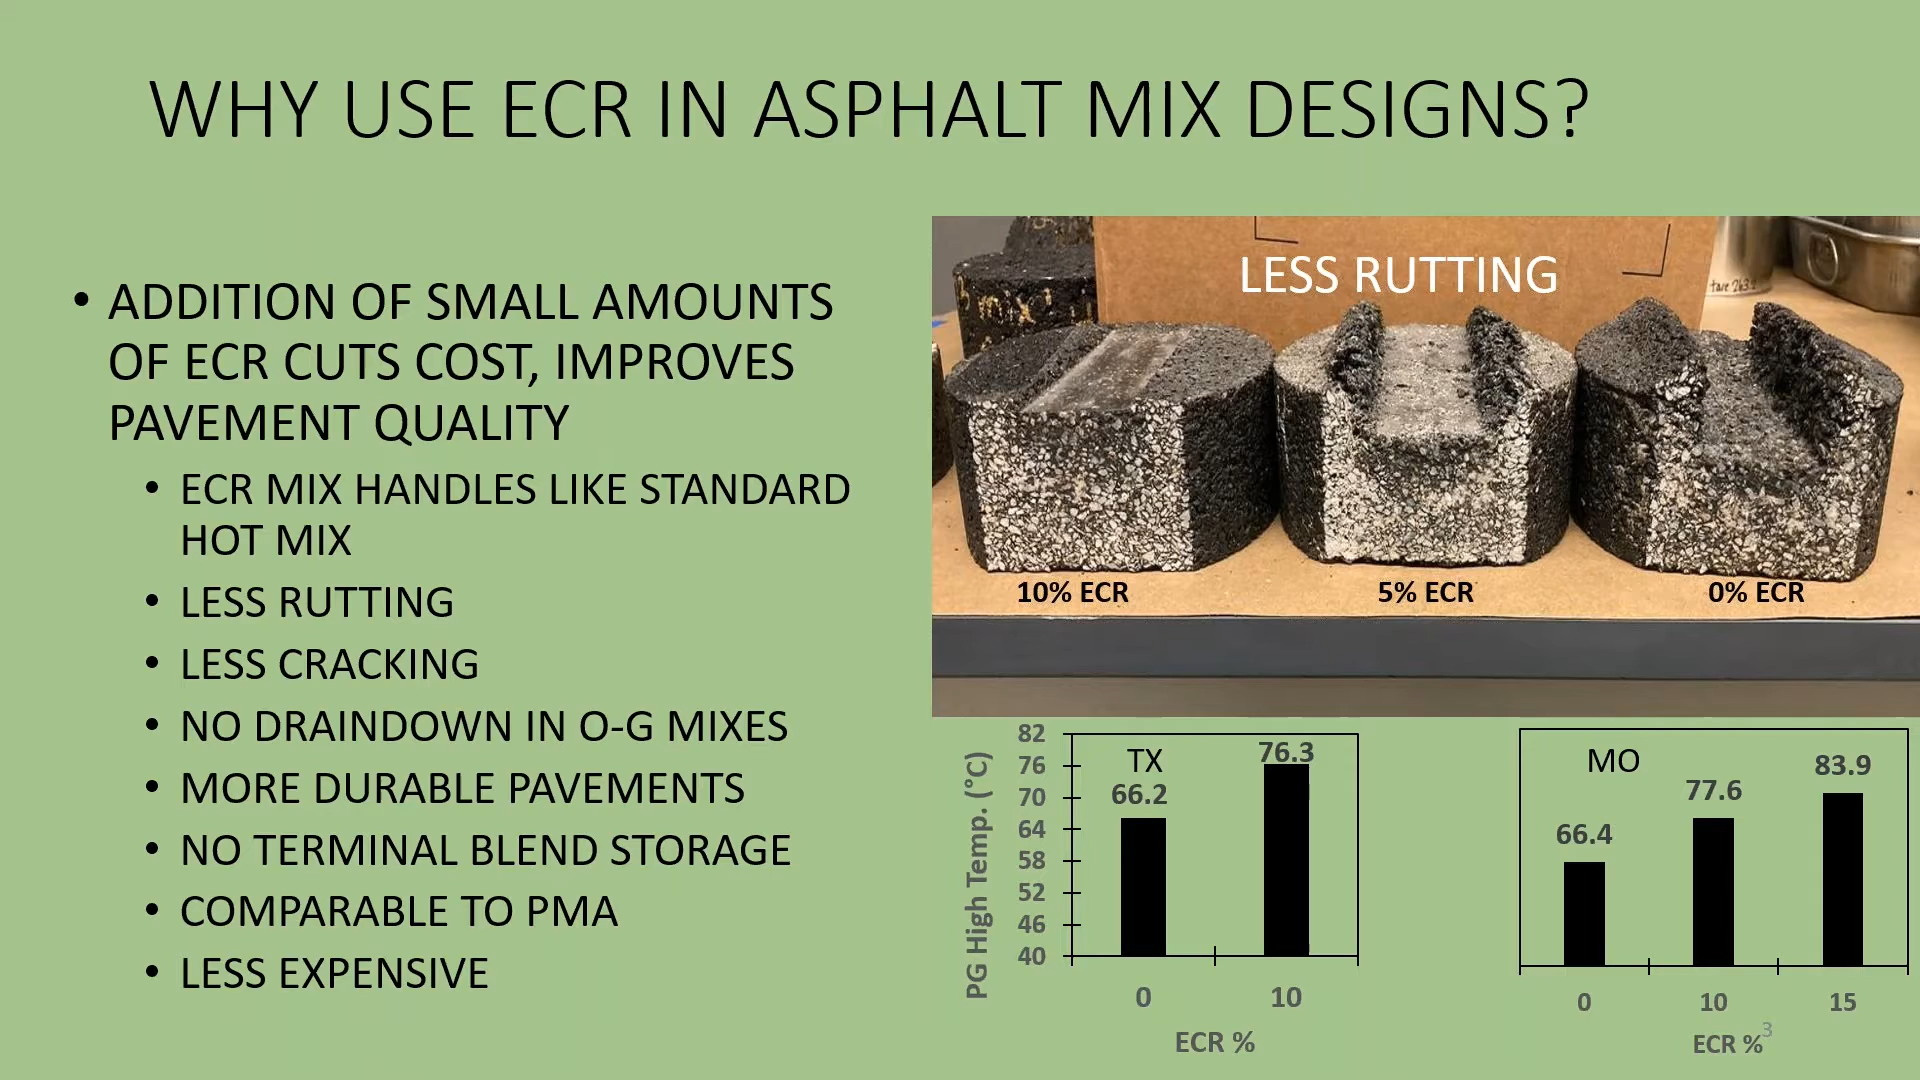 WHY USE ECR IN ASPHALT MIX DESIGNS?
• ADDITION OF SMALL AMOUNTS
OF ECR CUTS COST, IMPROVES
PAVEMENT QUALITY
• ECR MIX HANDLES LIKE STANDARD
HOT MIX
• LESS RUTTING
• LESS CRACKING
• NO DRAINDOWN IN O-G MIXES
• MORE DURABLE PAVEMENTS
• NO TERMINAL BLEND STORAGE
• COMPARABLE TO PMA
• LESS EXPENSIVE
LESS RUTTING
10% ECR
5% ECR
0% ECR
PG High Temp. (°C)
82
76
70
64
58
52
46
40
TX
66.2
76.3
0
10
ECR %
MO
66.4
77.6
83.9
0
10
15
ECR %
3